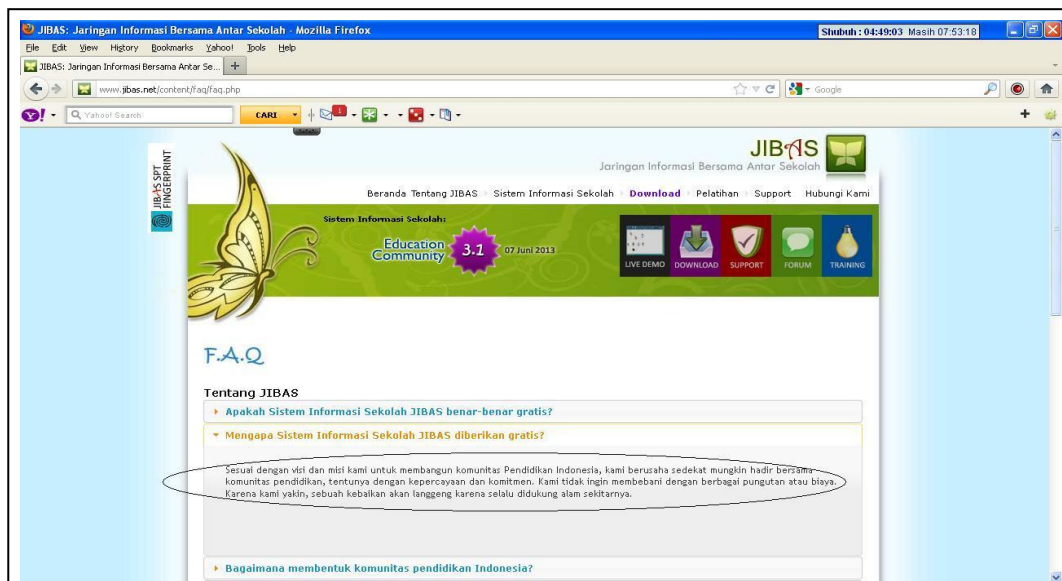 JIBAS: Jaringan Informasi Bersama Antar Sekolah - Mozilla Firefox
Shubuh : 04:49:03 Masih 07:53:18
File Edit View History Bookmarks Yahoo! Tools Help
JIBAS: Jaringan Informasi Bersama Antar Se...
www.jibas.net/content/faq/faq.php
Google
Yahoo! Search
CARI
1
JIBAS
Jaringan Informasi Bersama Antar Sekolah
JIBAS SPT
FINGERPRINT
Beranda Tentang JIBAS Sistem Informasi Sekolah Download Pelatihan Support Hubungi Kami
Sistem Informasi Sekolah:
Education
Community
3.1
07 Juni 2013
LIVE DEMO DOWNLOAD SUPPORT FORUM TRAINING
F.A.Q
Tentang JIBAS
Apakah Sistem Informasi Sekolah JIBAS benar-benar gratis?
Mengapa Sistem Informasi Sekolah JIBAS diberikan gratis?
Sesuai dengan visi dan misi kami untuk membangun komunitas Pendidikan Indonesia, kami berusaha sedekat mungkin hadir bersama
komunitas pendidikan, tentunya dengan kepercayaan dan komitmen. Kami tidak ingin membebani dengan berbagai pungutan atau biaya.
Karena kami yakin, sebuah kebaikan akan langgeng karena selalu didukung alam sekitarnya.
Bagaimana membentuk komunitas pendidikan Indonesia?